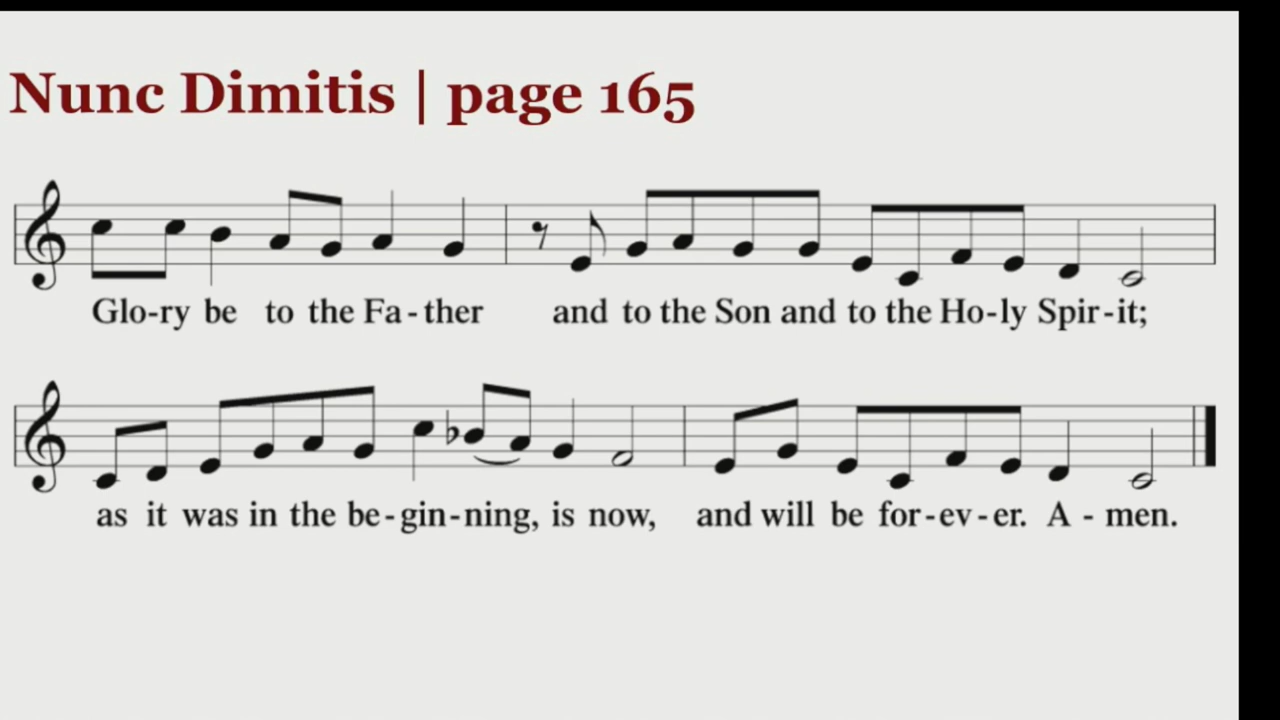 Nunc Dimitis | page 165
Glo-ry be to the Fa-ther and to the Son and to the Ho-ly Spir-it;
as it was in the be-gin-ning, is now, and will be for-ev-er. A - men.